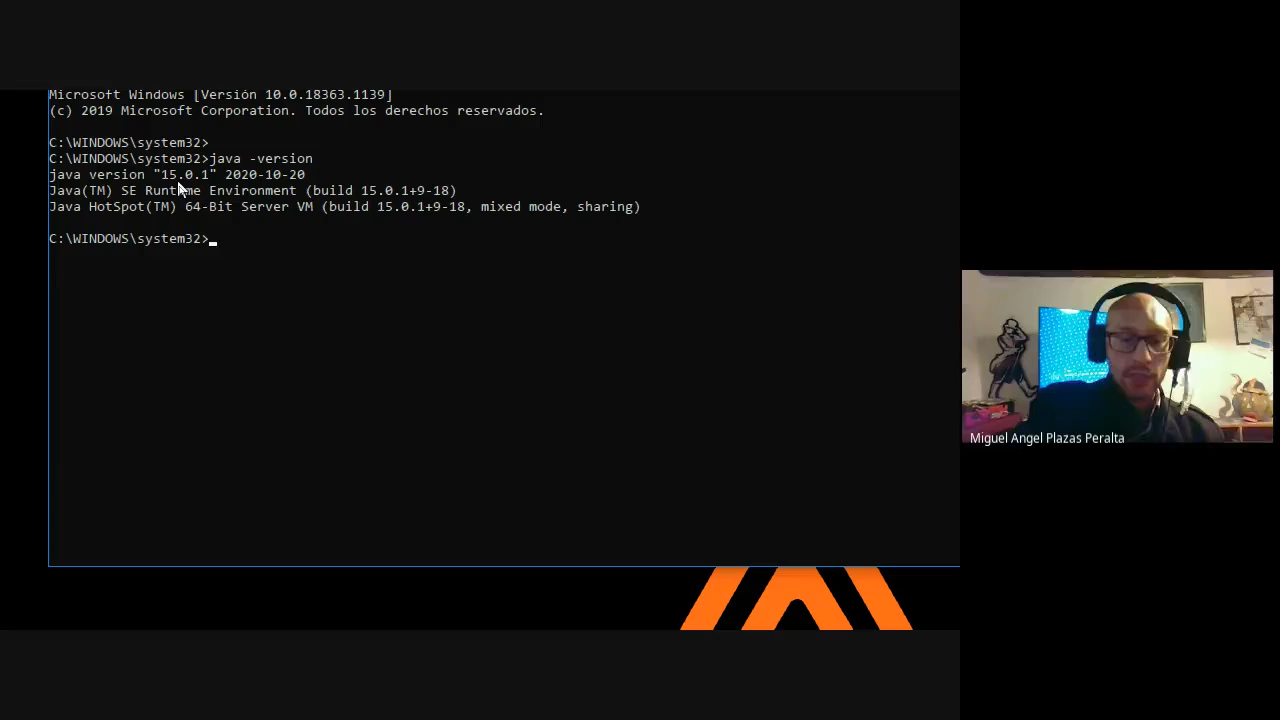 Microsoft Windows [Versión 10.0.18363.1139]
(c) 2019 Microsoft Corporation. Todos los derechos reservados.
C:\WINDOWS\system32>
C:\WINDOWS\system32>java -version
java version "15.0.1" 2020-10-20
Java(TM) SE Runtime Environment (build 15.0.1+9-18)
Java HotSpot(TM) 64-Bit Server VM (build 15.0.1+9-18, mixed mode, sharing)
C:\WINDOWS\system32>
Miguel Angel Plazas Peralta